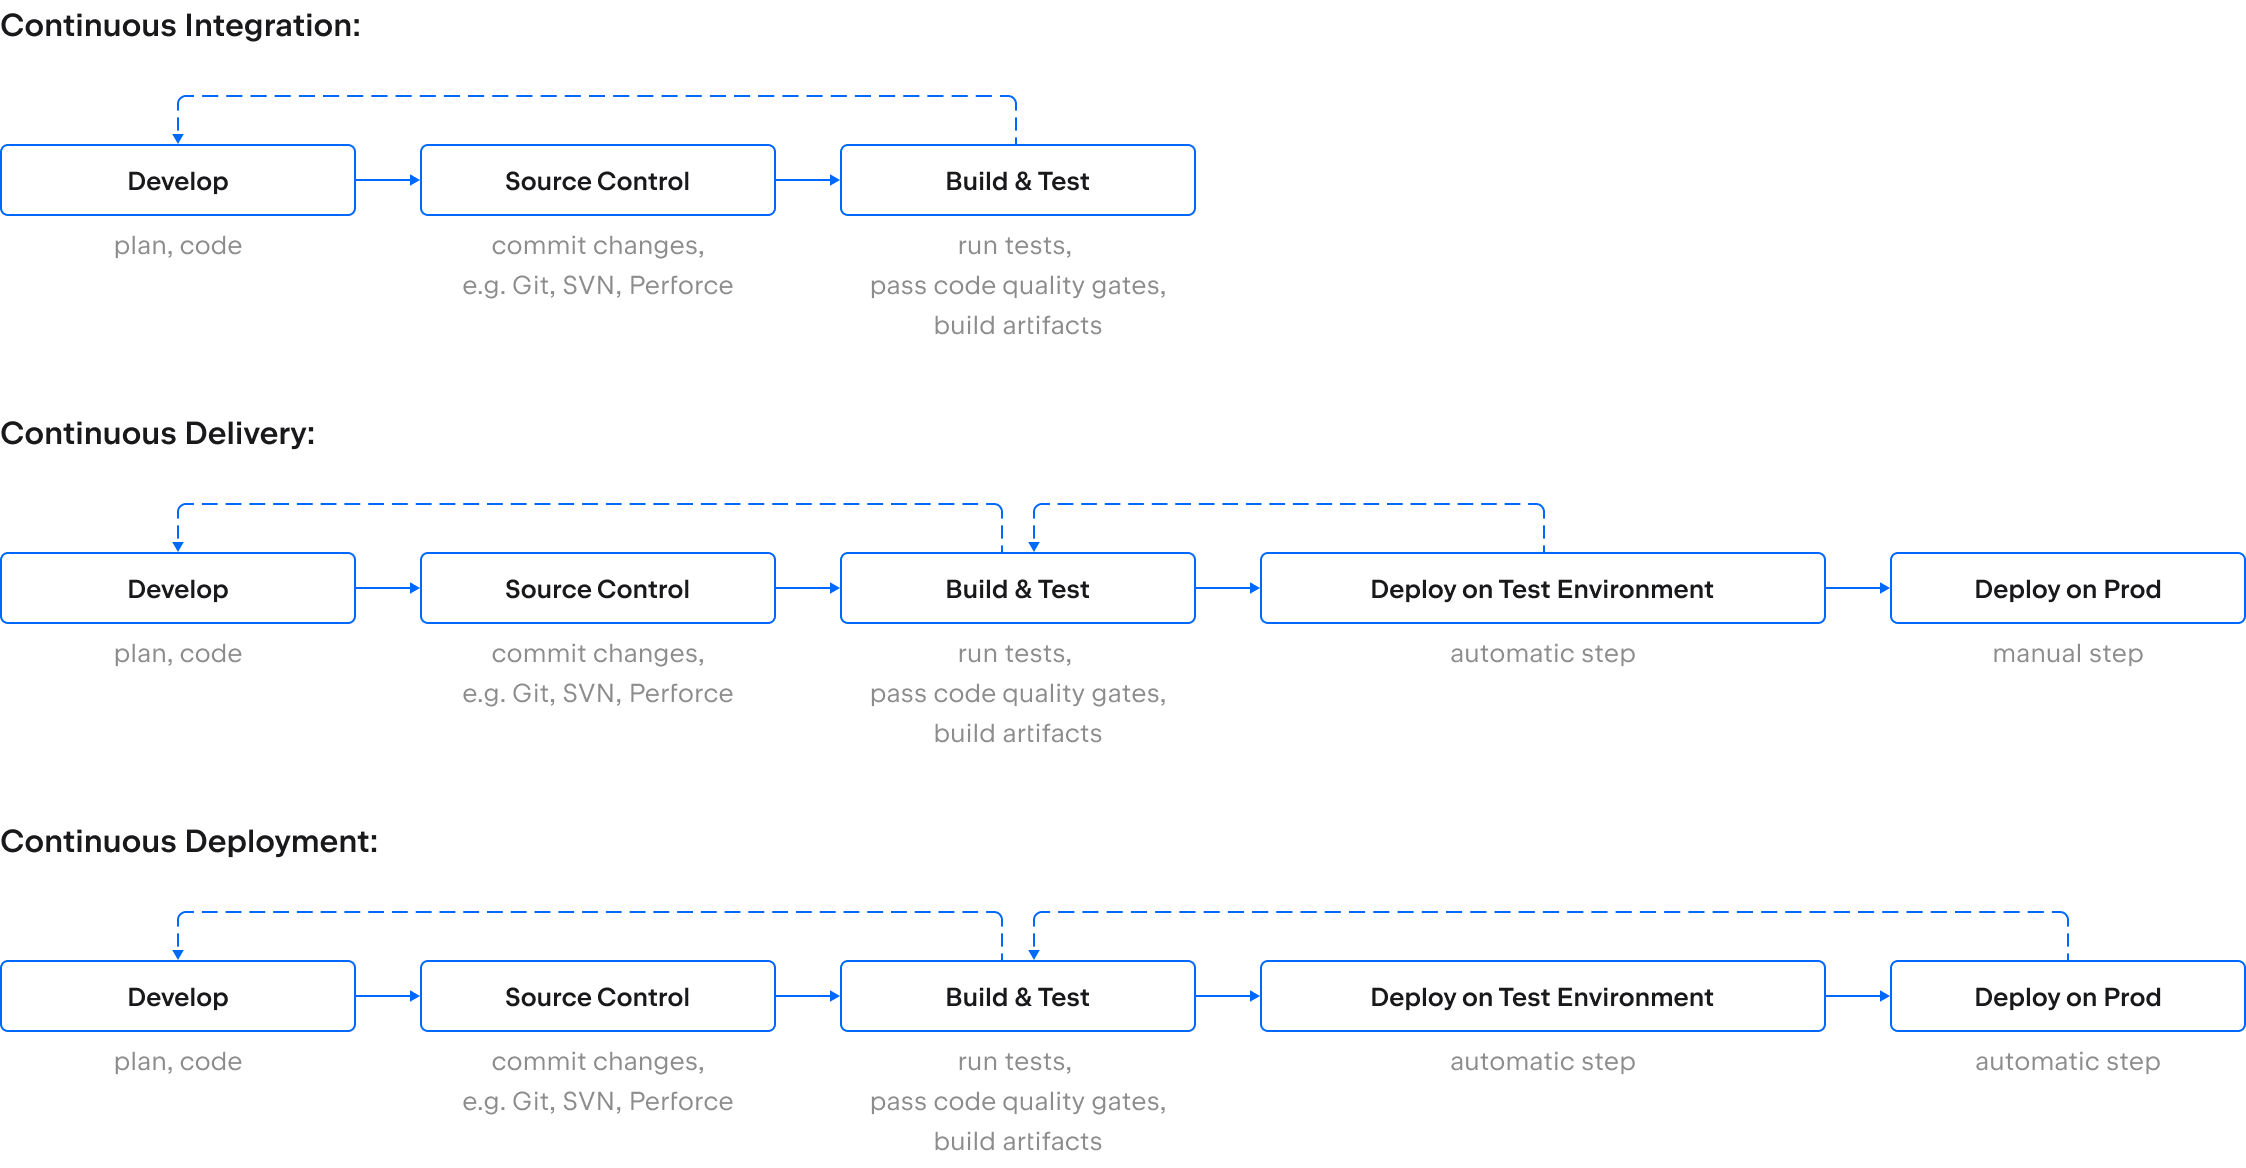 Continuous Integration:
Develop
Source Control
Build & Test
plan, code
commit changes,
e.g. Git, SVN, Perforce
run tests,
pass code quality gates,
build artifacts
Continuous Delivery:
Develop
Source Control
Build & Test
Deploy on Test Environment
Deploy on Prod
plan, code
commit changes,
e.g. Git, SVN, Perforce
run tests,
pass code quality gates,
build artifacts
automatic step
manual step
Continuous Deployment:
Develop
Source Control
Build & Test
Deploy on Test Environment
Deploy on Prod
plan, code
commit changes,
e.g. Git, SVN, Perforce
run tests,
pass code quality gates,
build artifacts
automatic step
automatic step